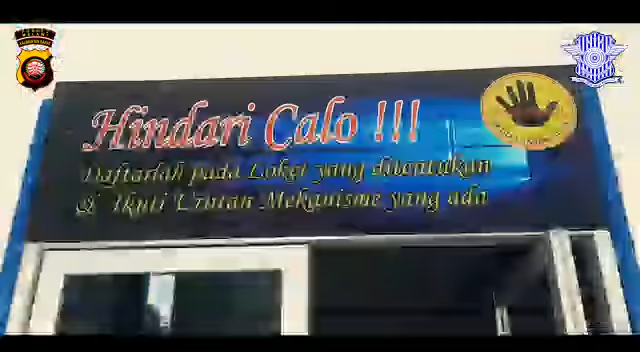 Hindari Calo !!!
Daftarlah pada Loket yang ditentukan
& Ikuti Urutan Mekanisme yang ada